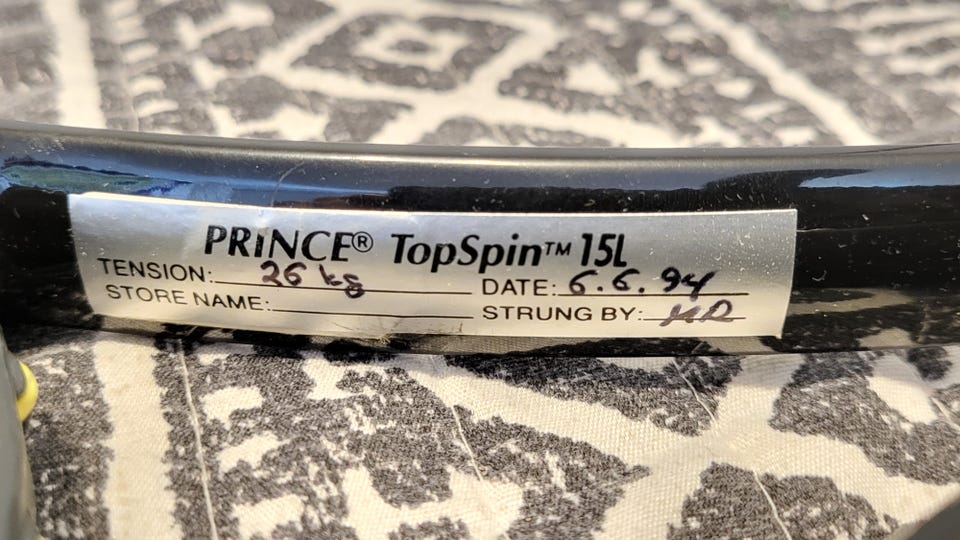 PRINCE® TopSpin™ 15L
TENSION: 26 kg DATE: 6.6.94
STORE NAME: STRUNG BY: